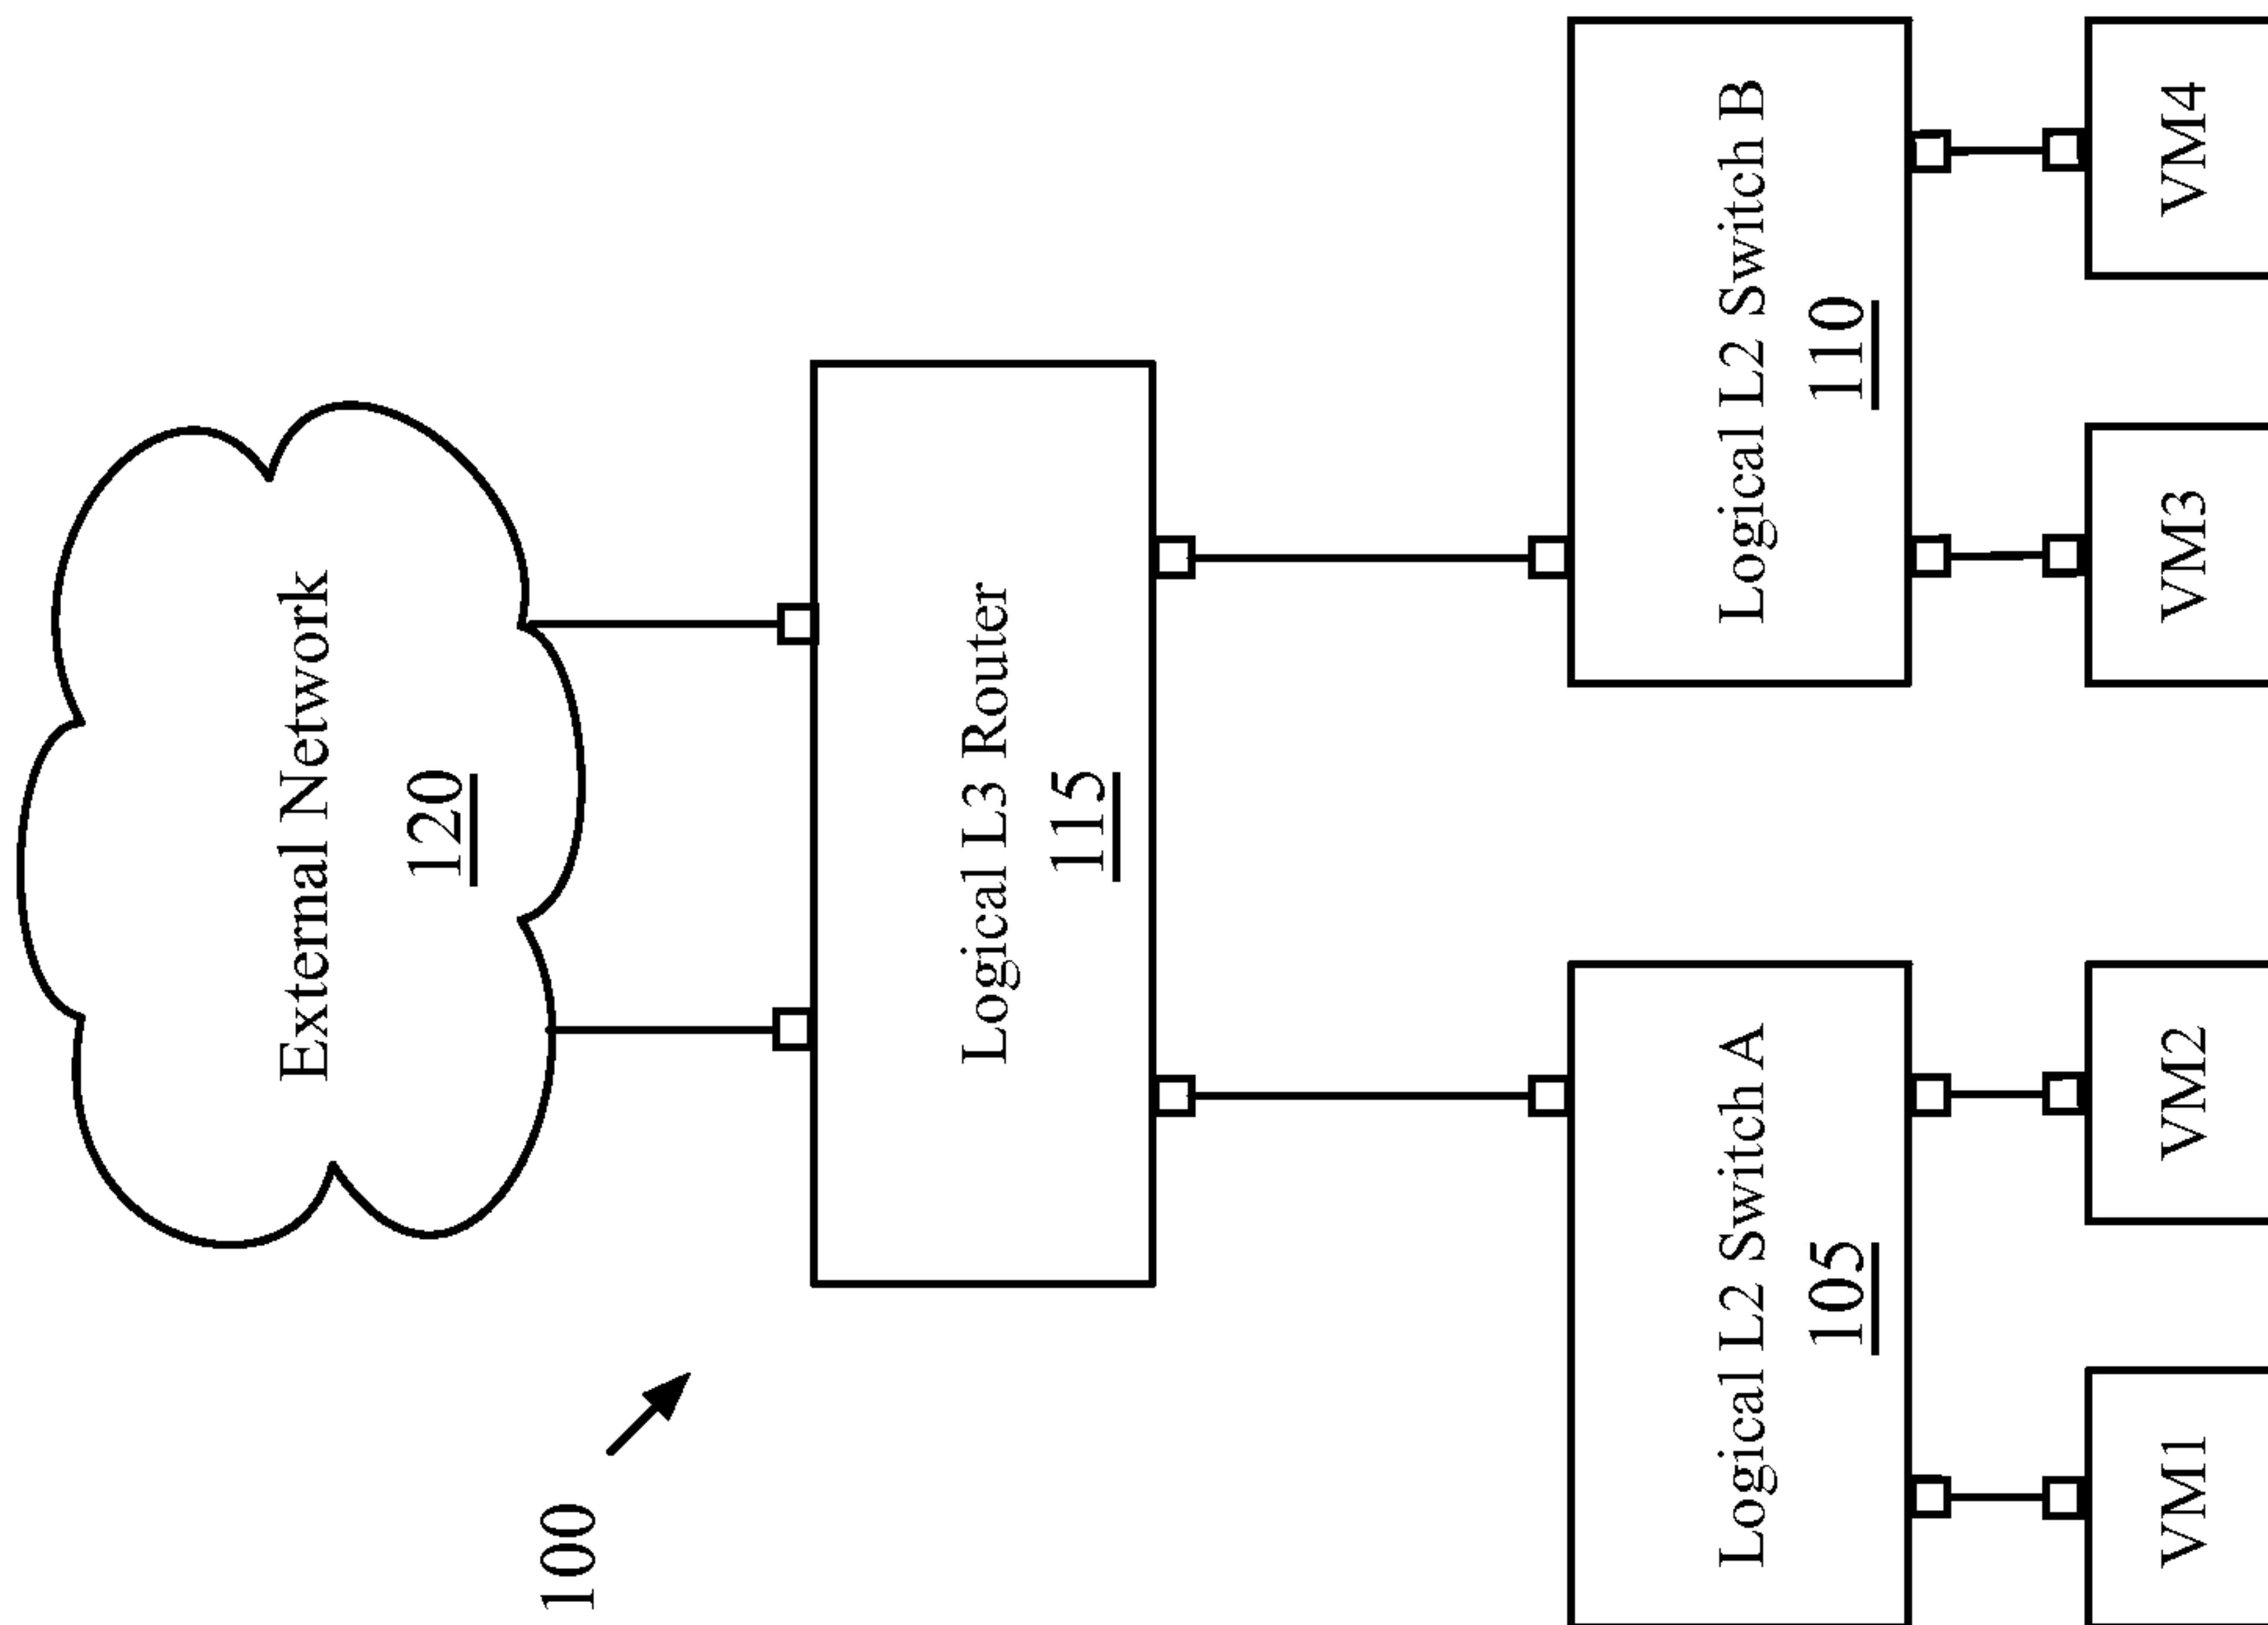 100
External Network
120
Logical L3 Router
115
Logical L2 Switch A
105
Logical L2 Switch B
110
VM1
VM2
VM3
VM4